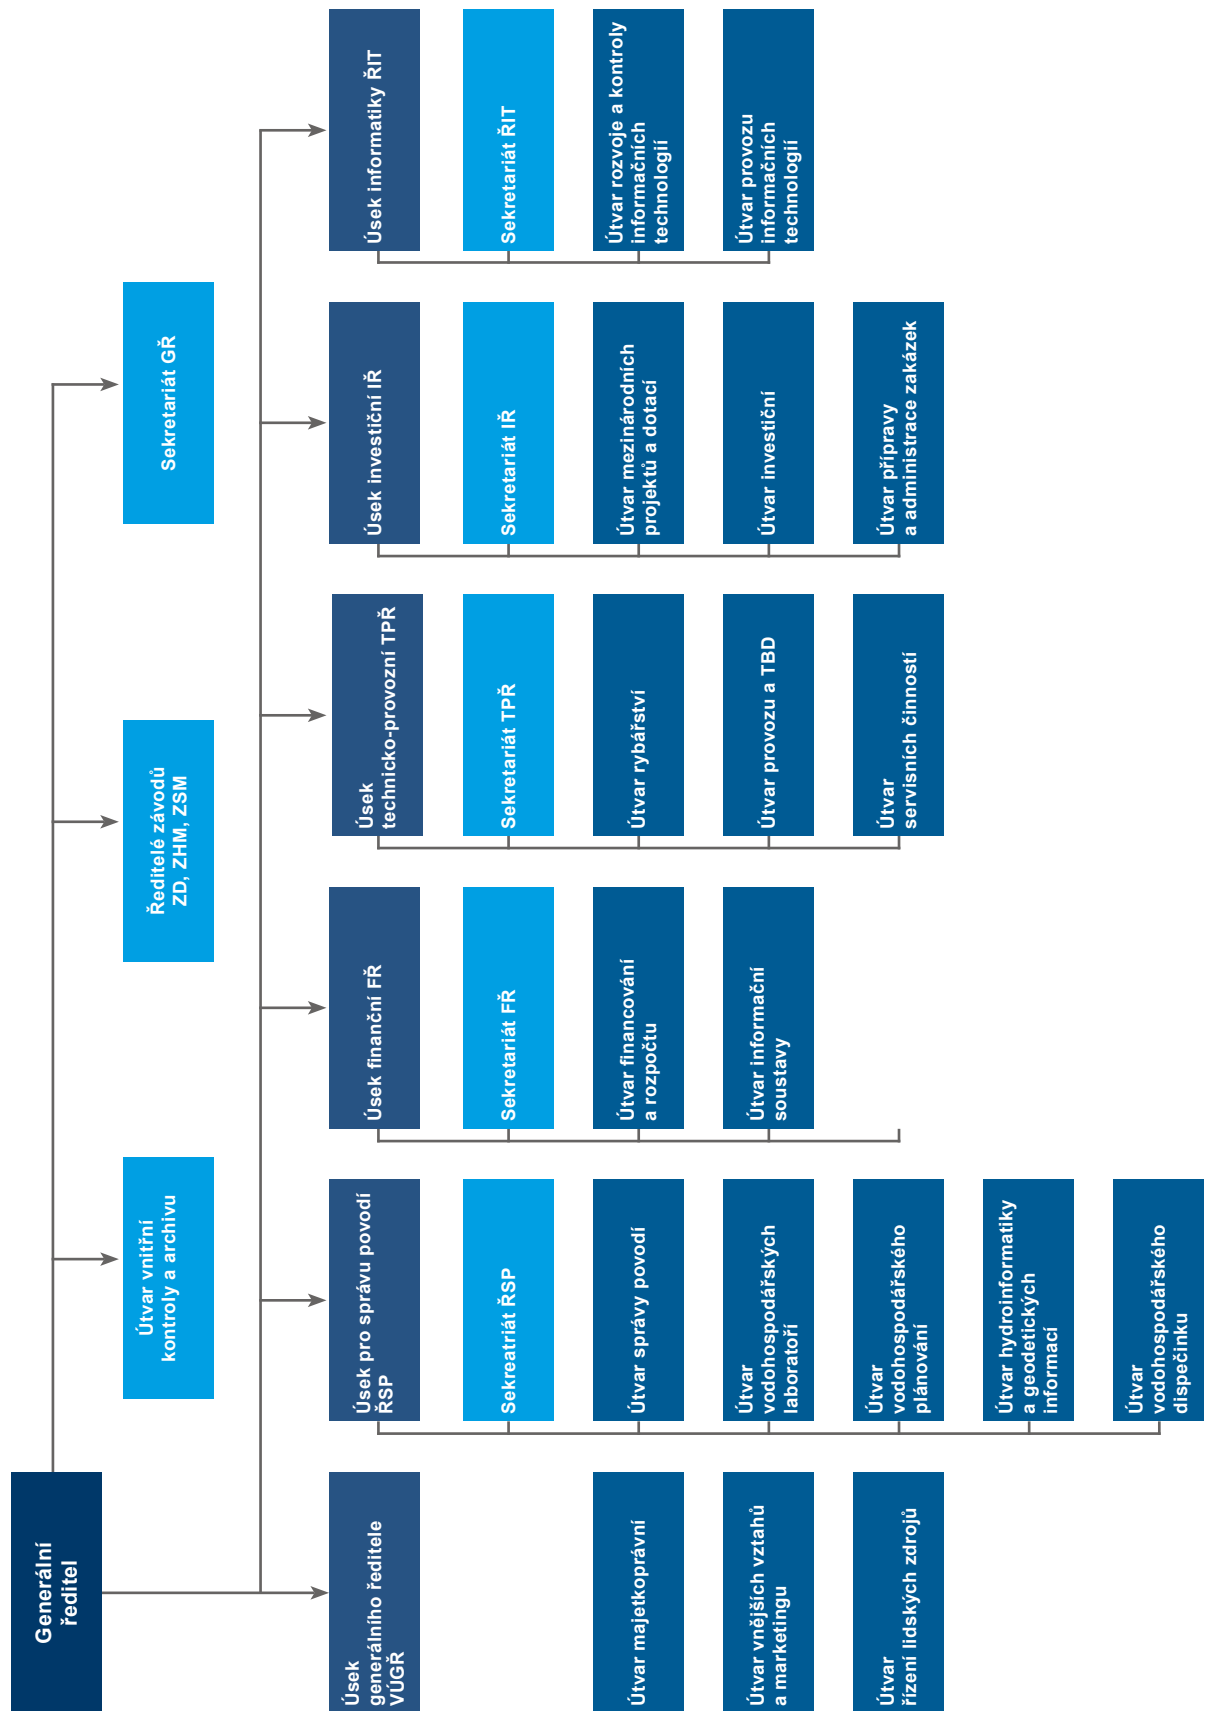 Generální
ředitel
Útvar vnitřní
kontroly a archivu
Ředitelé závodů
ZD, ZHM, ZSM
Sekretariát GŘ
Úsek
generálního ředitele
VÚGŘ
Útvar majetkoprávní
Útvar vnějších vztahů
a marketingu
Útvar
řízení lidských zdrojů
Úsek pro správu povodí
ŘSP
Sekreatriát ŘSP
Útvar správy povodí
Útvar
vodohospodářských
laboratoří
Útvar
vodohospodářského
plánování
Útvar hydroinformatiky
a geodetických
informací
Útvar
vodohospodářského
dispečinku
Úsek finanční FŘ
Sekretariát FŘ
Útvar financování
a rozpočtu
Útvar informační
soustavy
Úsek
technicko-provozní TPŘ
Sekretariát TPŘ
Útvar rybářství
Útvar provozu a TBD
Útvar
servisních činností
Úsek investiční IŘ
Sekretariát IŘ
Útvar mezinárodních
projektů a dotací
Útvar investiční
Útvar přípravy
a administrace zakázek
Úsek informatiky ŘIT
Sekretariát ŘIT
Útvar rozvoje a kontroly
informačních
technologií
Útvar provozu
informačních
technologií